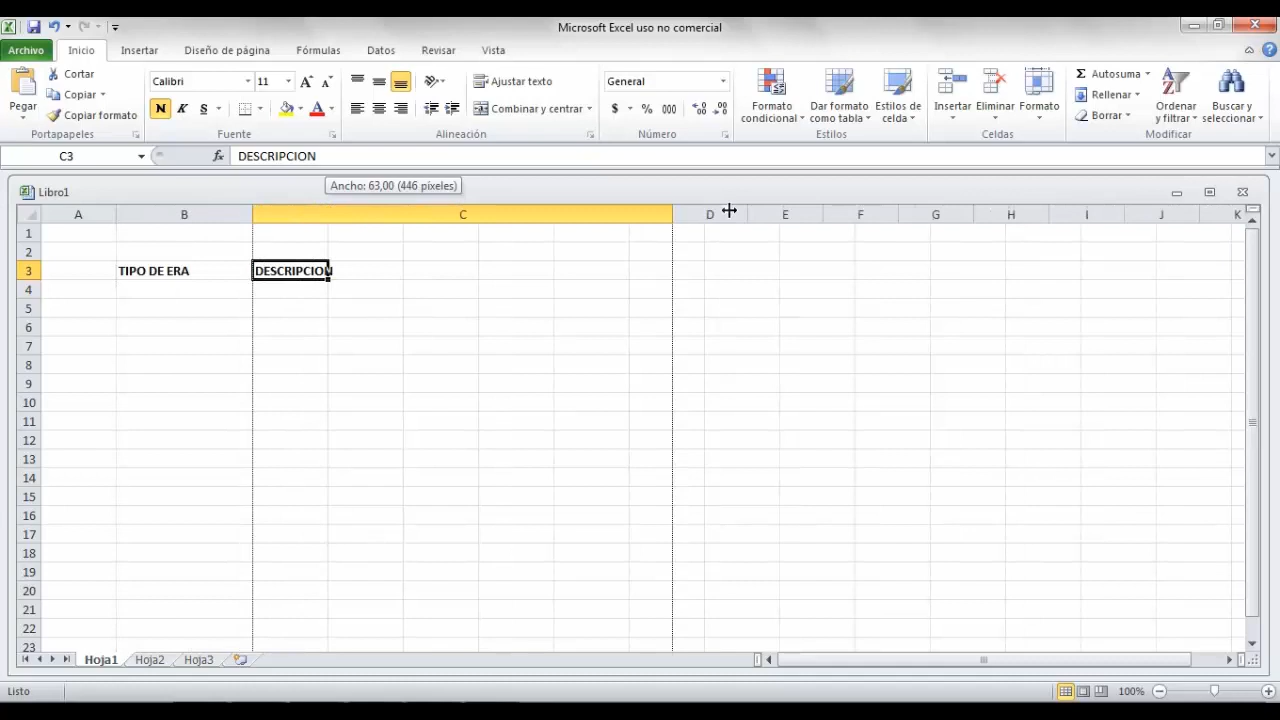 Microsoft Excel uso no comercial
Archivo Inicio Insertar Diseño de página Fórmulas Datos Revisar Vista
Pegar Cortar Copiar Copiar formato Portapapeles
Calibri 11 N K S Fuente
Ajustar texto Combinar y centrar Alineación
General $ % 000 Número
Formato condicional Dar formato como tabla Estilos de celda Estilos
Insertar Eliminar Formato Celdas
Σ Autosuma Rellenar Borrar Ordenar y filtrar Buscar y seleccionar Modificar
C3 fx DESCRIPCION
Libro1 Ancho: 63,00 (446 píxeles)
A B C D E F G H I J K
1
2
3 TIPO DE ERA DESCRIPCION
4
5
6
7
8
9
10
11
12
13
14
15
16
17
18
19
20
21
22
23
Hoja1 Hoja2 Hoja3
Listo 100%